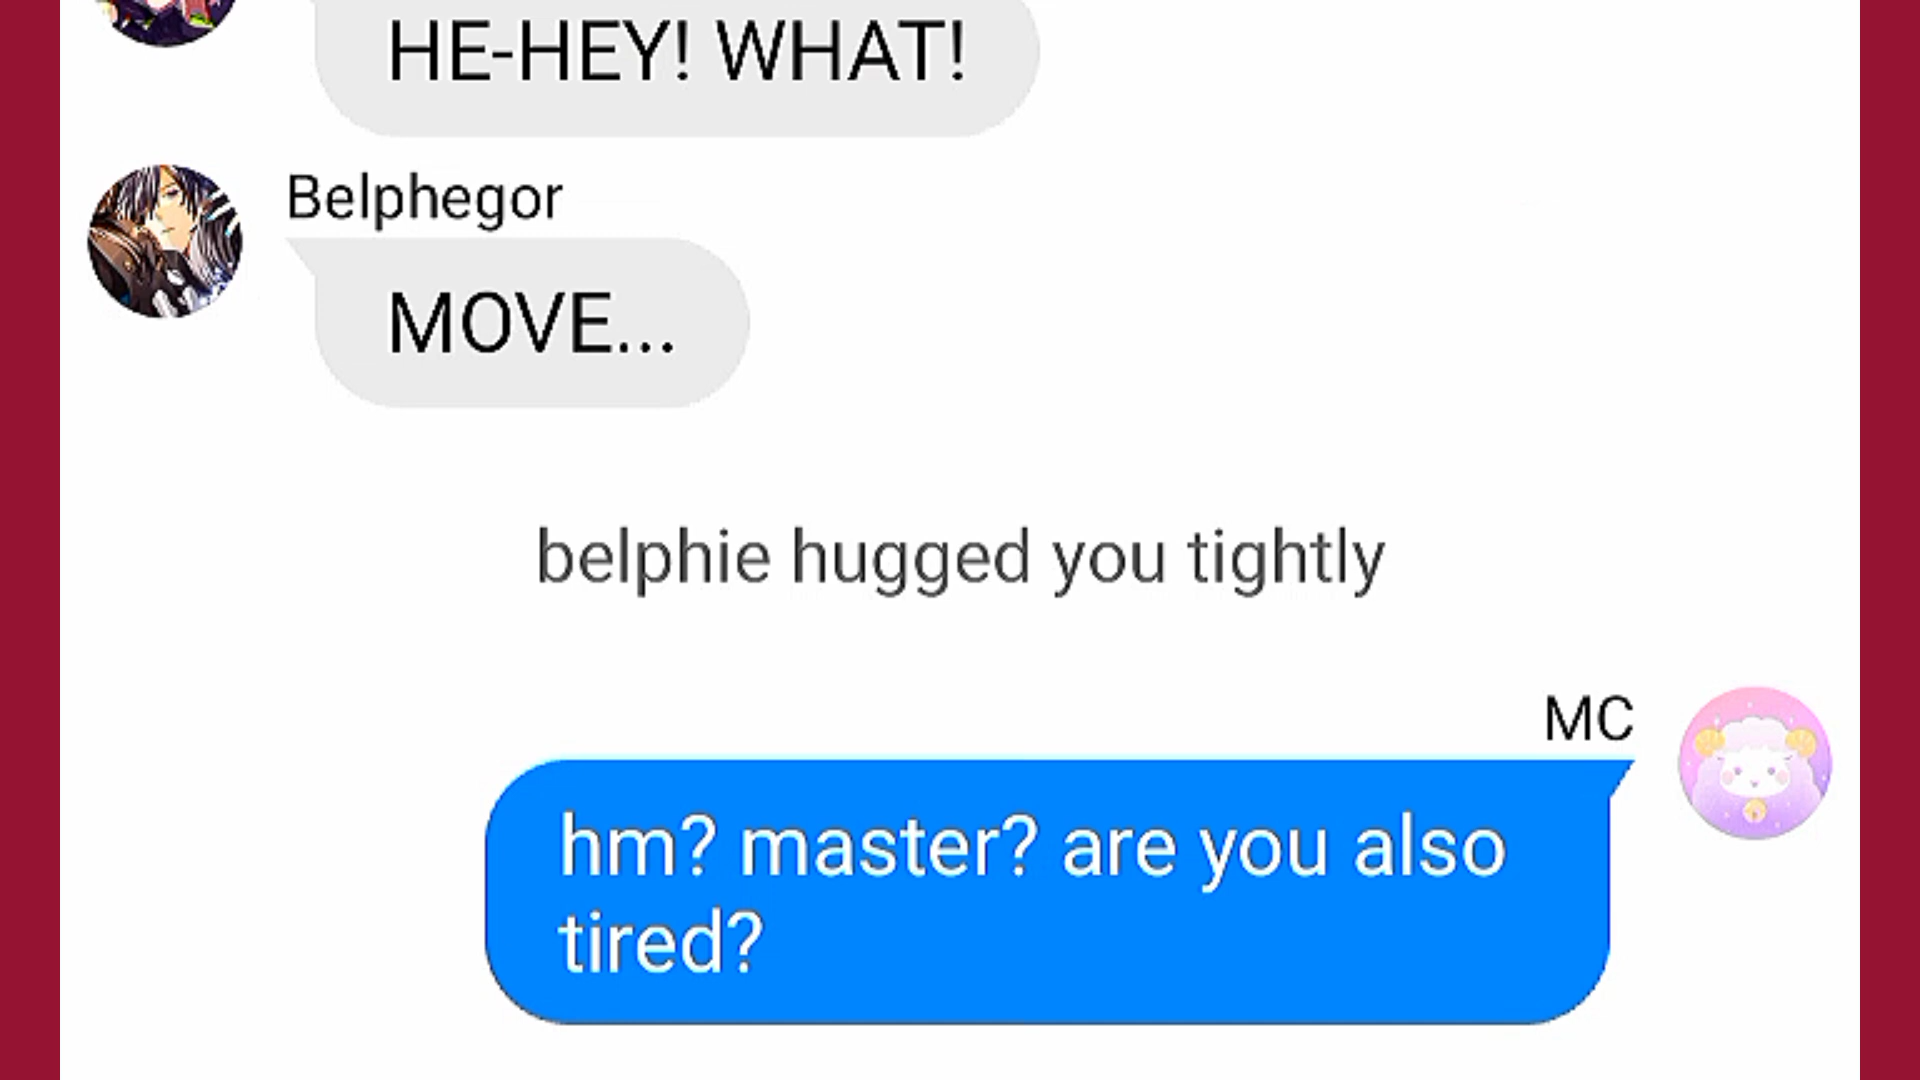 HE-HEY! WHAT!
Belphegor
MOVE...
belphie hugged you tightly
MC
hm? master? are you also
tired?